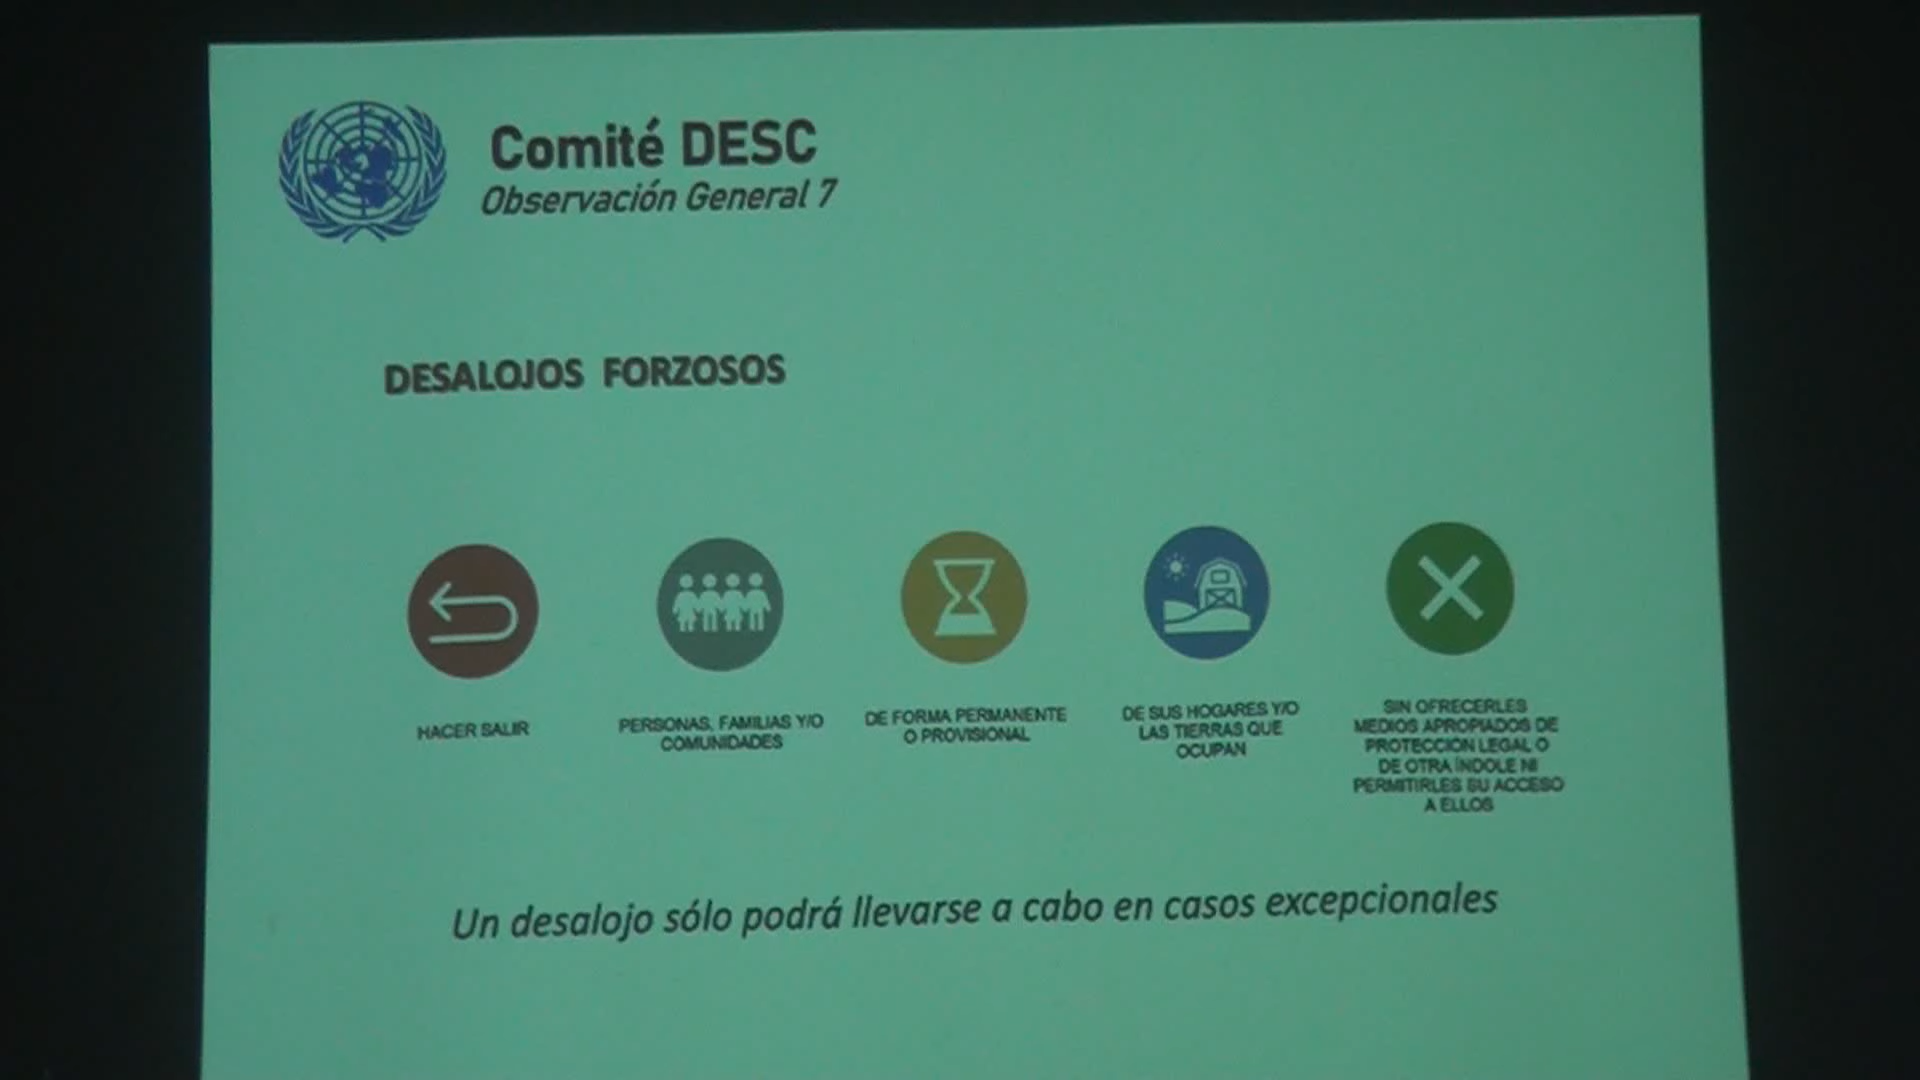 Comité DESC
Observación General 7
DESALOJOS FORZOSOS
HACER SALIR
PERSONAS, FAMILIAS Y/O
COMUNIDADES
DE FORMA PERMANENTE
O PROVISIONAL
DE SUS HOGARES Y/O
LAS TIERRAS QUE
OCUPAN
SIN OFRECERLES
MEDIOS APROPIADOS DE
PROTECCIÓN LEGAL O
DE OTRA ÍNDOLE NI
PERMITIRLES SU ACCESO
A ELLOS
Un desalojo sólo podrá llevarse a cabo en casos excepcionales